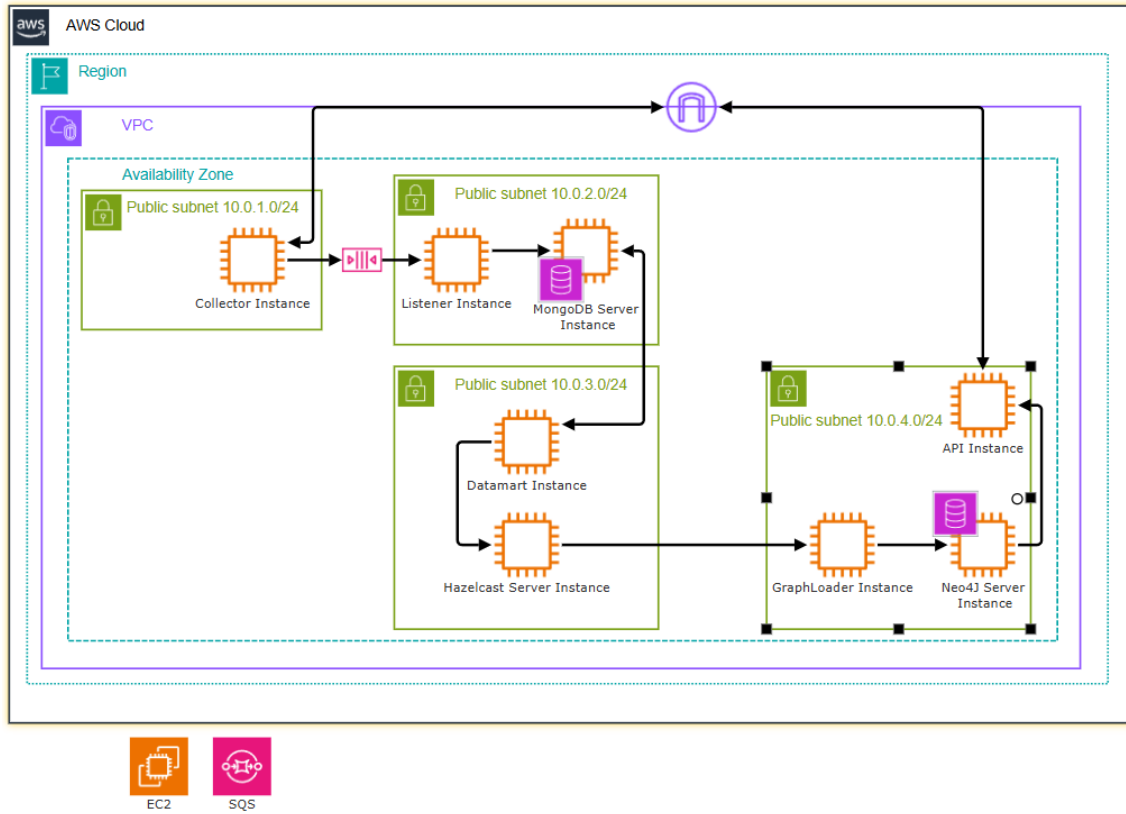 aws
AWS Cloud
Region
VPC
Availability Zone
Public subnet 10.0.1.0/24
Collector Instance
Public subnet 10.0.2.0/24
Listener Instance
MongoDB Server
Instance
Public subnet 10.0.3.0/24
Datamart Instance
Hazelcast Server Instance
Public subnet 10.0.4.0/24
API Instance
GraphLoader Instance
Neo4J Server
Instance
EC2
SQS